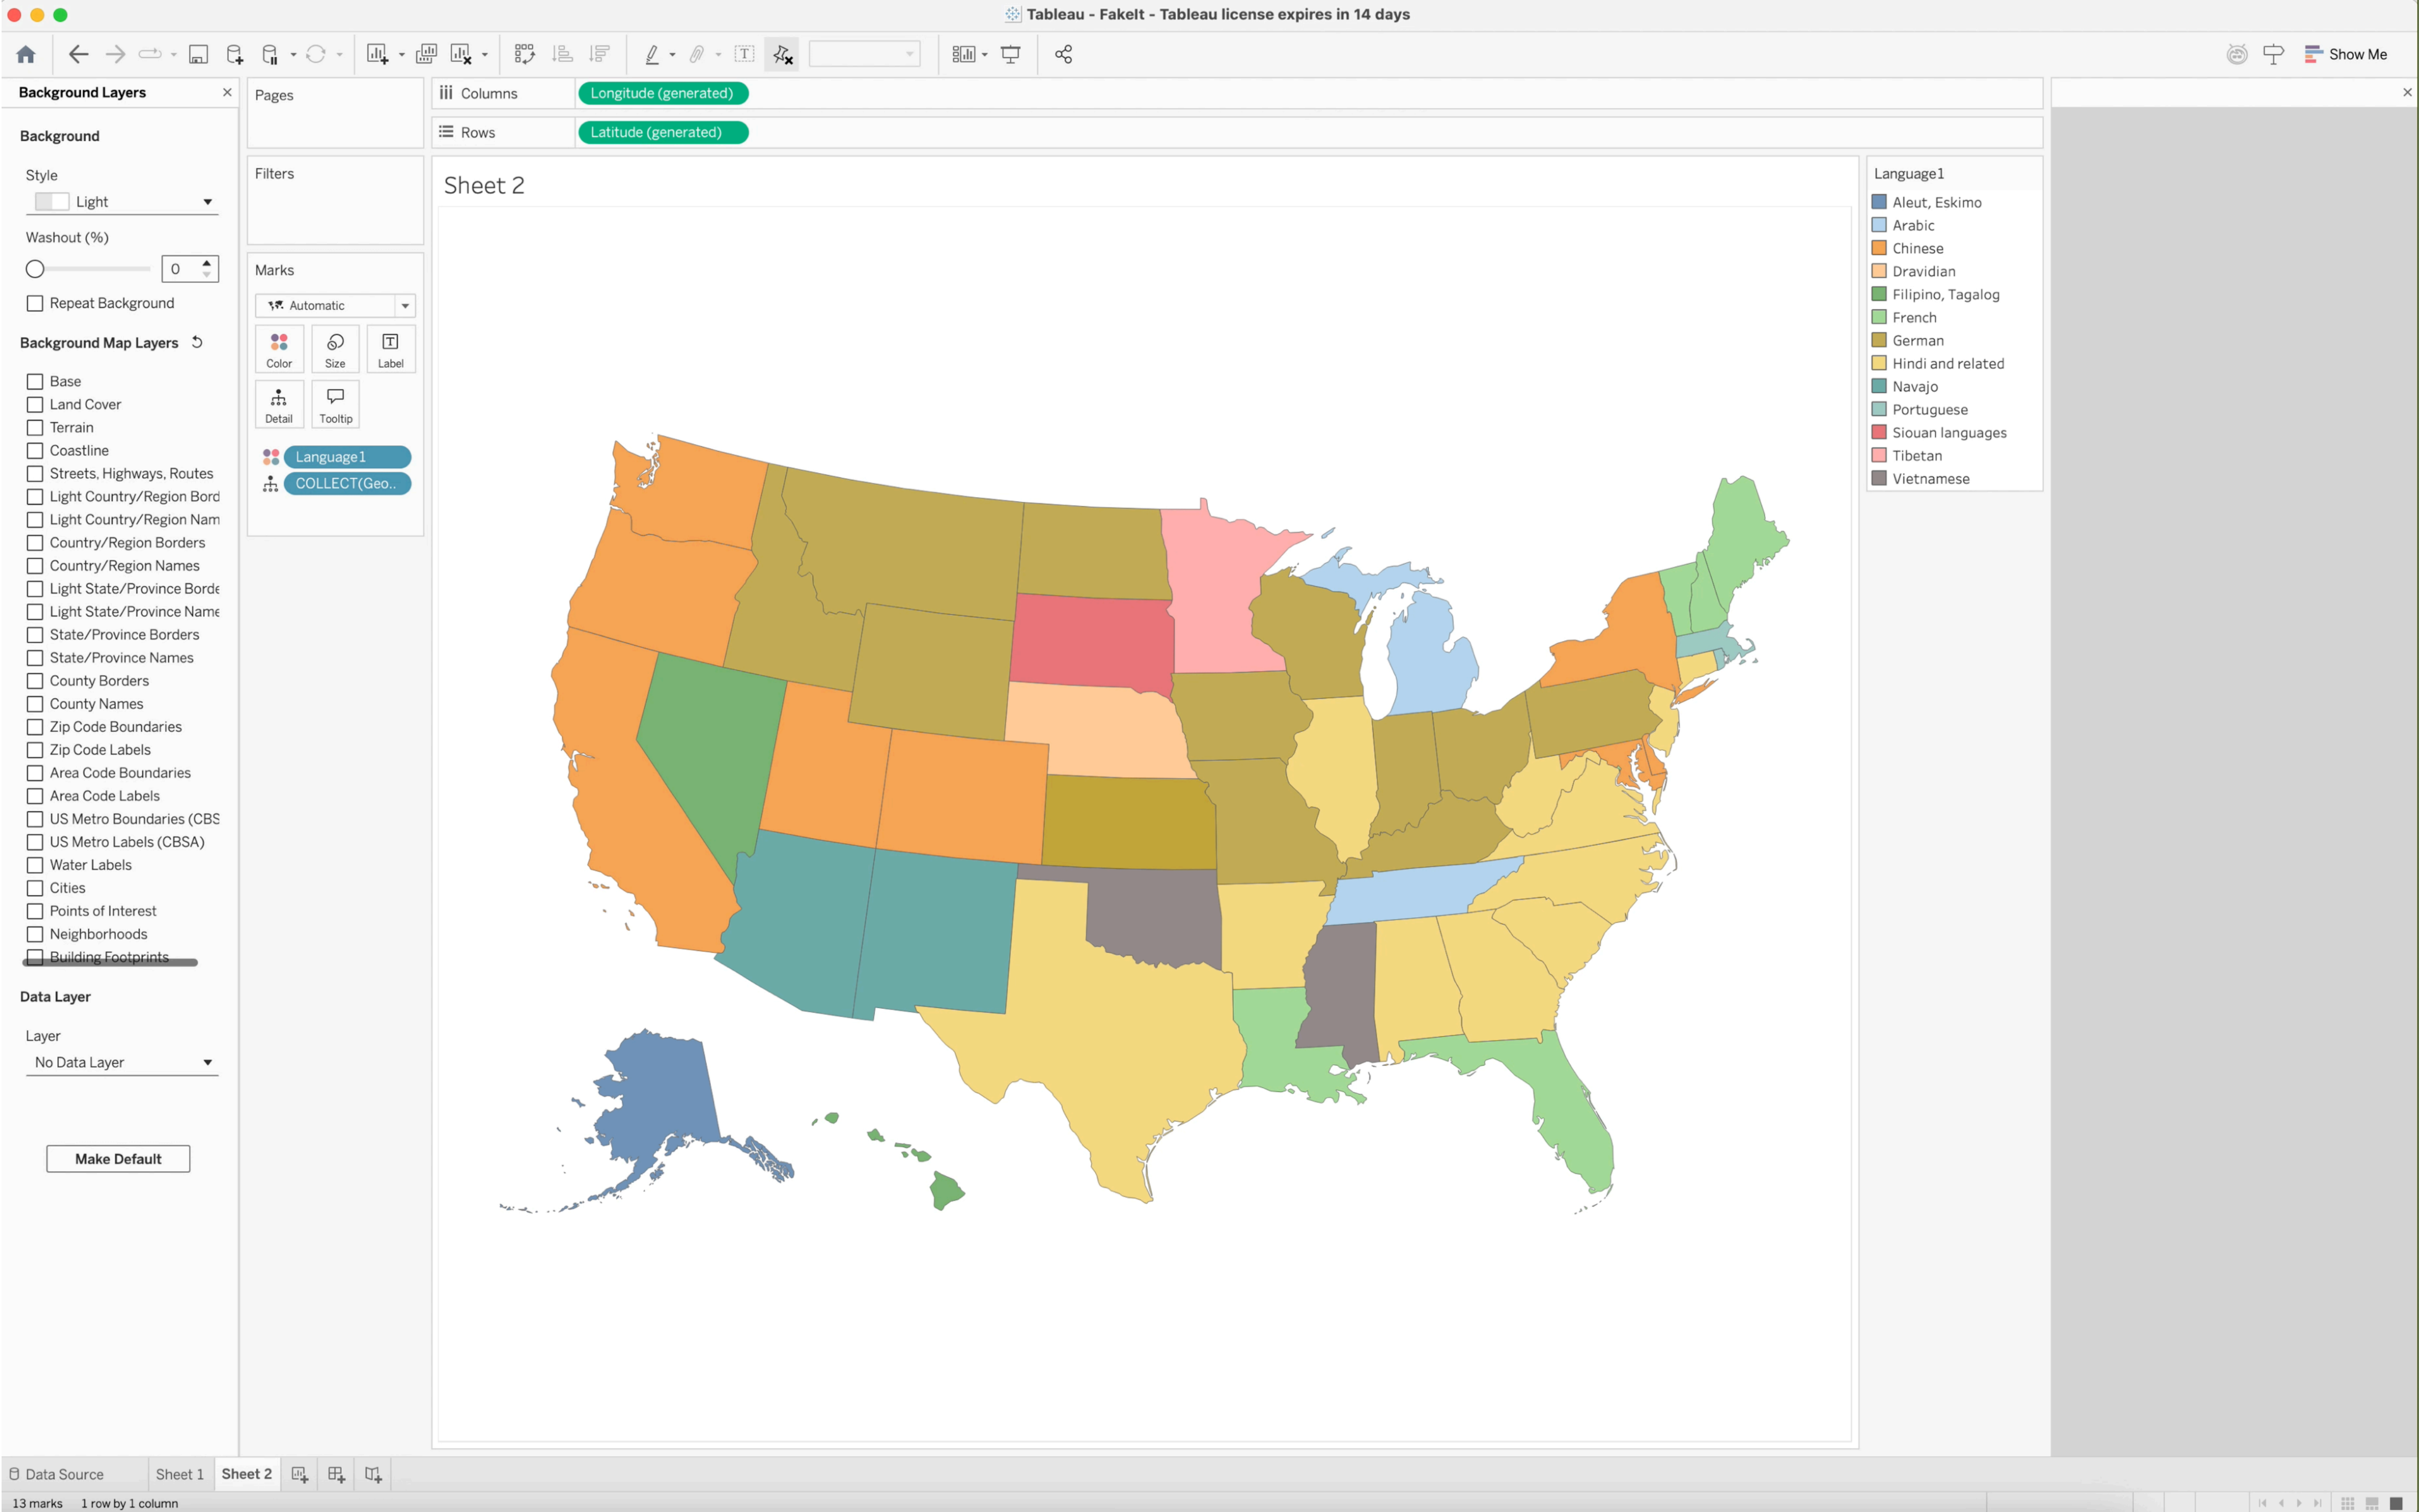 Tableau - FakeIt - Tableau license expires in 14 days
Show Me
Background Layers
Background
Style
Light
Washout (%)
0
Repeat Background
Background Map Layers
Base
Land Cover
Terrain
Coastline
Streets, Highways, Routes
Light Country/Region Bord
Light Country/Region Nam
Country/Region Borders
Country/Region Names
Light State/Province Borde
Light State/Province Name
State/Province Borders
State/Province Names
County Borders
County Names
Zip Code Boundaries
Zip Code Labels
Area Code Boundaries
Area Code Labels
US Metro Boundaries (CBS
US Metro Labels (CBSA)
Water Labels
Cities
Points of Interest
Neighborhoods
Building Footprints
Data Layer
Layer
No Data Layer
Make Default
Pages
Filters
Marks
Automatic
Color
Size
Label
Detail
Tooltip
Language1
COLLECT(Geo..
Columns
Longitude (generated)
Rows
Latitude (generated)
Sheet 2
Language1
Aleut, Eskimo
Arabic
Chinese
Dravidian
Filipino, Tagalog
French
German
Hindi and related
Navajo
Portuguese
Siouan languages
Tibetan
Vietnamese
Data Source
Sheet 1
Sheet 2
13 marks
1 row by 1 column